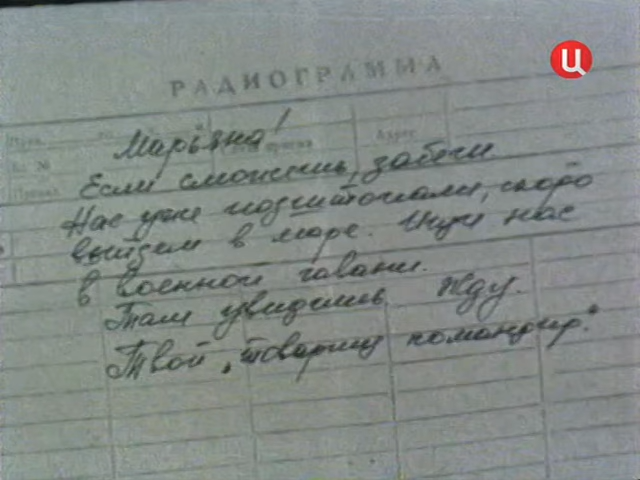 Ц
РАДИОГРАММА
Марьяна!
Если сможешь, забеги
Нас уже, скоро
выйдем в море. Ищи нас
в военной гавани.
Там увидимся. Жду.
Твой „товарищ командир."
Адрес